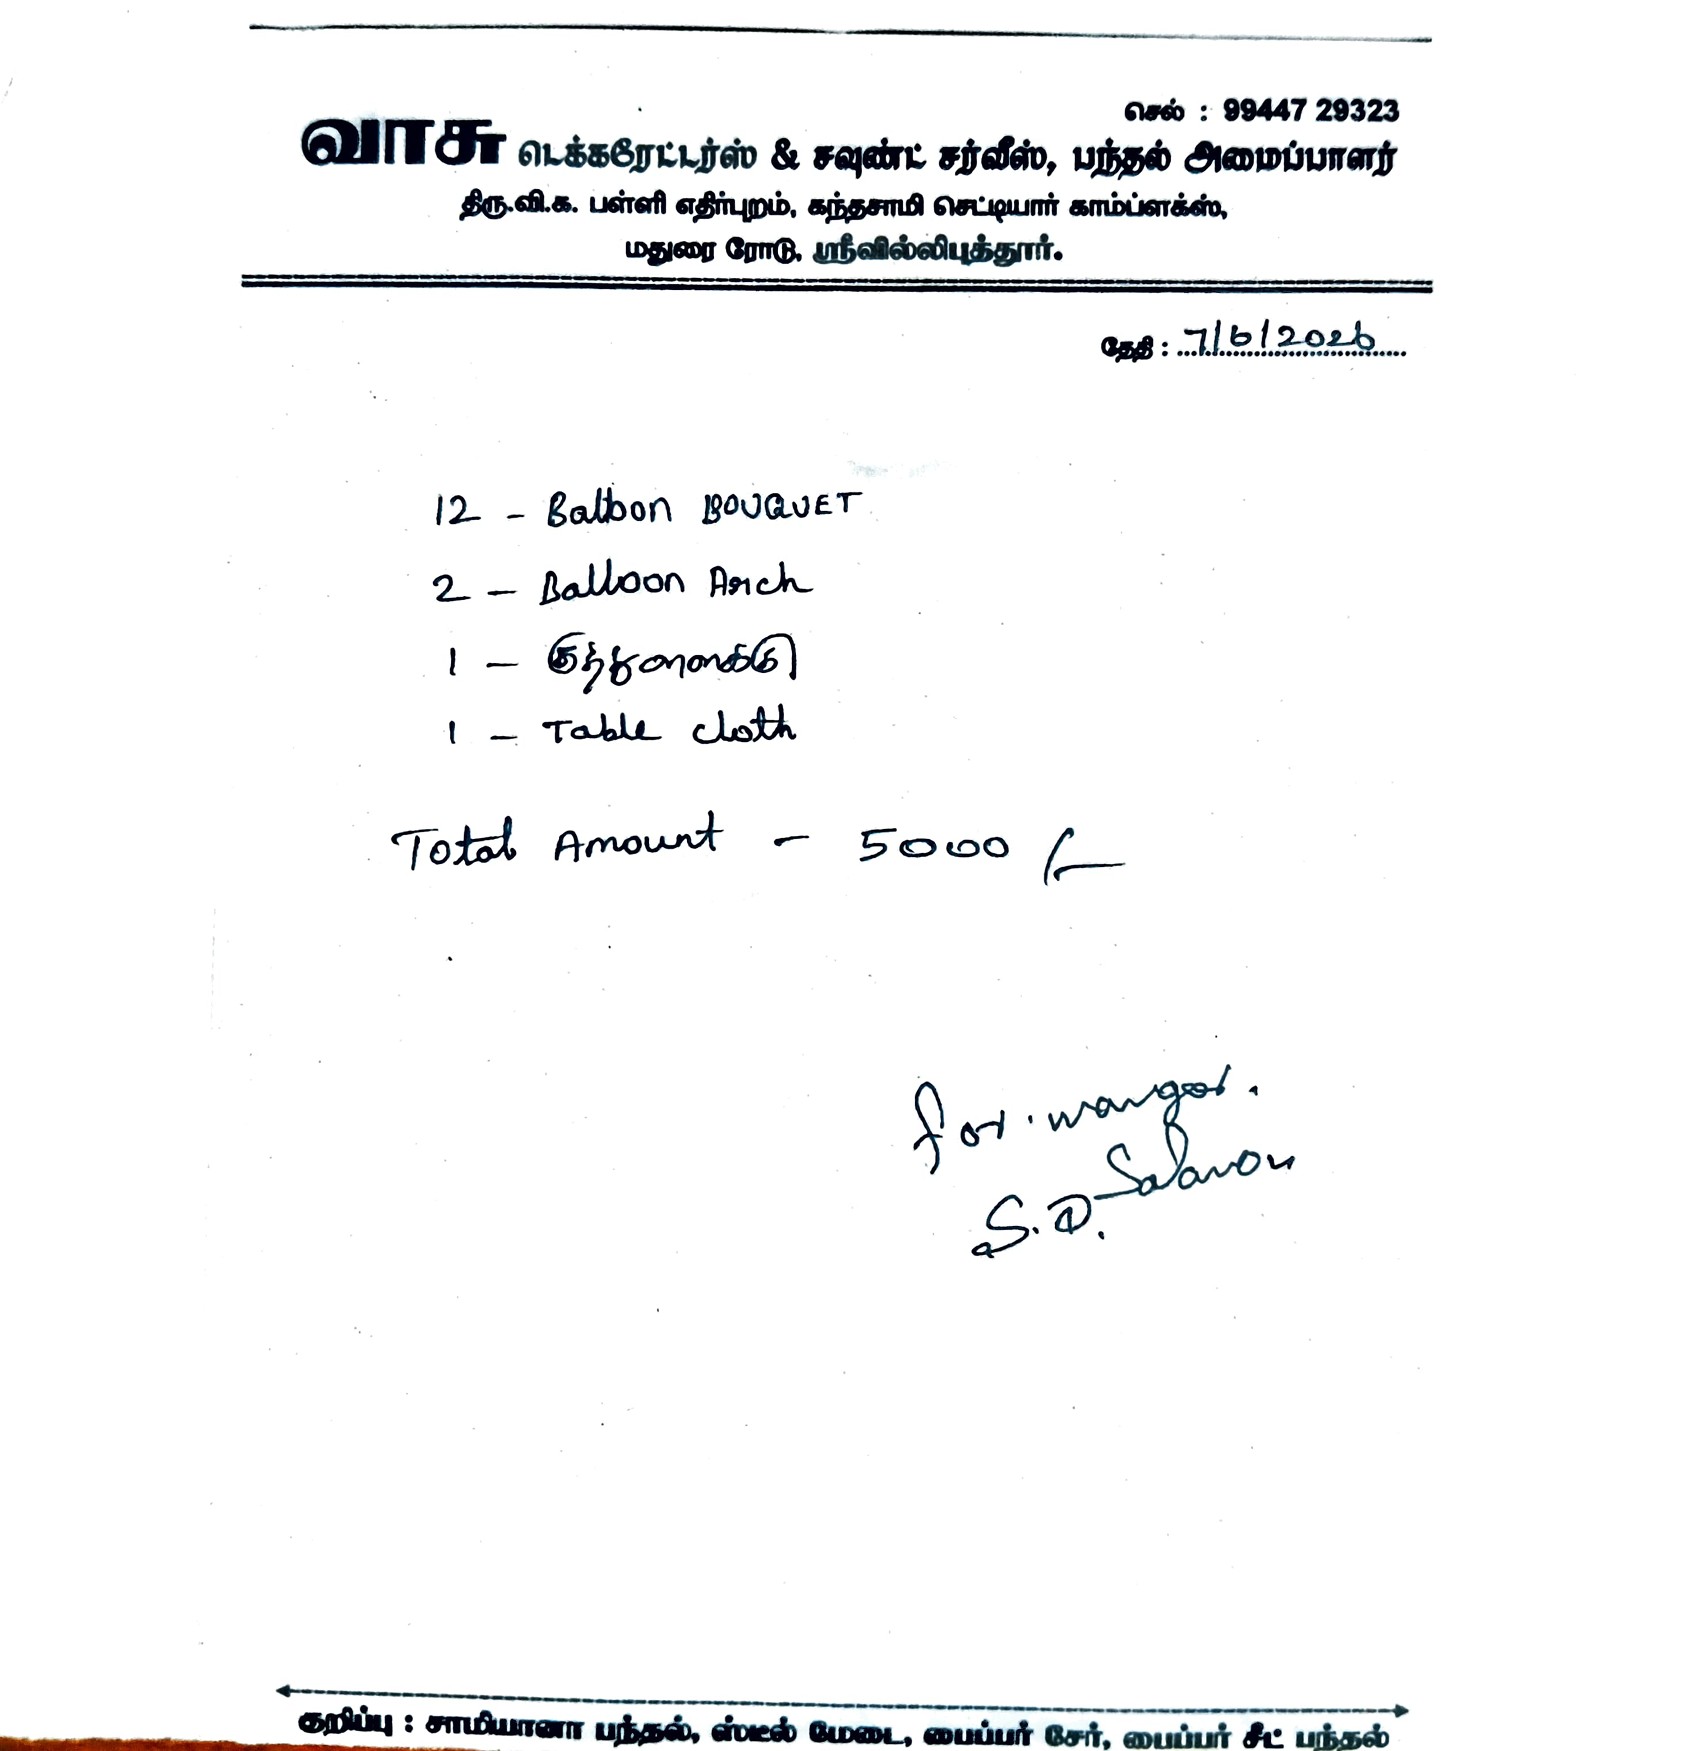 செல் : 99447 29323
வாசு டெக்கரேட்டர்ஸ் & சவுண்ட் சர்வீஸ், பந்தல் அமைப்பாளர்
திரு.வி.க. பள்ளி எதிர்புறம், கந்தசாமி செட்டியார் காம்ப்ளக்ஸ்,
மதுரை ரோடு, ஸ்ரீவில்லிபுத்தூர்.
தேதி : 7/6/2026
12 - Balloon BOUQUET
2 - Balloon Arch
1 - குத்துவிளக்கு
1 - Table cloth
Total Amount - 5000 /-
for.
S.D. Salamon
குறிப்பு : சாமியானா பந்தல், ஸ்டீல் மேடை, பைப்பர் சேர், பைப்பர் சீட் பந்தல்